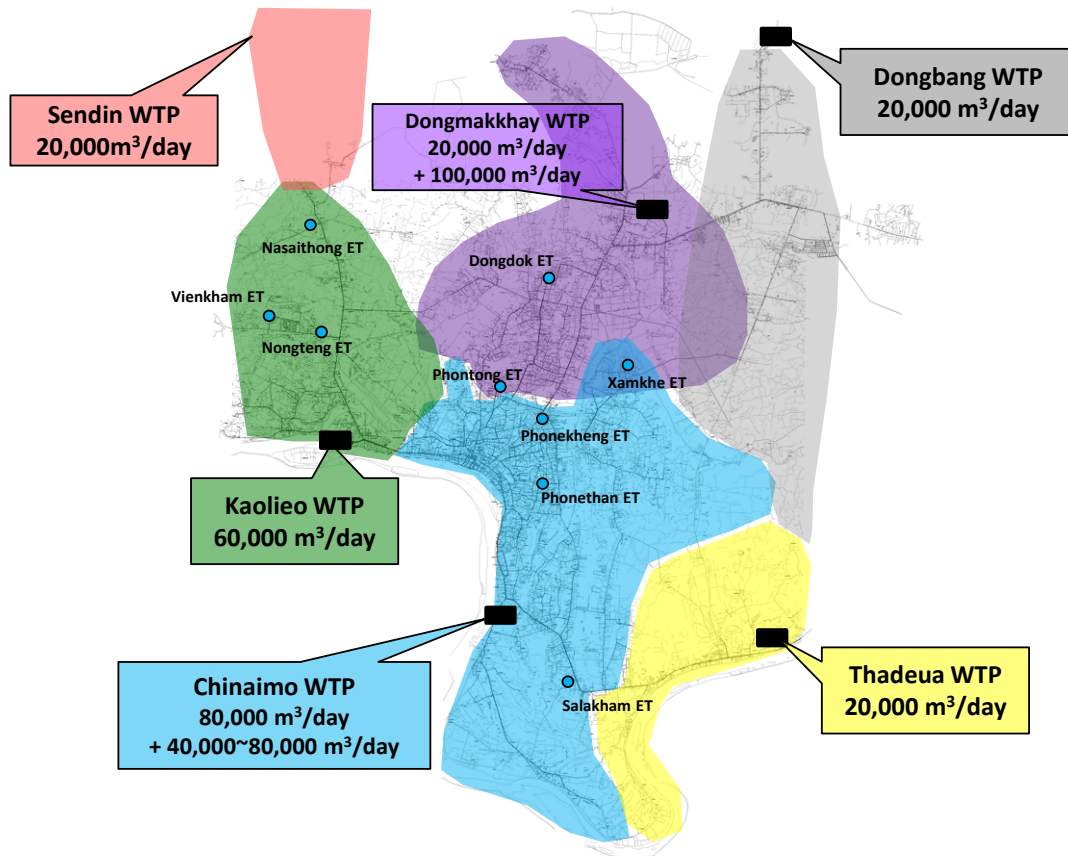 Sendin WTP
20,000m³/day
Dongmakkhay WTP
20,000 m³/day
+ 100,000 m³/day
Dongbang WTP
20,000 m³/day
Nasaithong ET
Dongdok ET
Vienkham ET
Nongteng ET
Phontong ET
Xamkhe ET
Phonekheng ET
Phonethan ET
Kaolieo WTP
60,000 m³/day
Chinaimo WTP
80,000 m³/day
+ 40,000~80,000 m³/day
Salakham ET
Thadeua WTP
20,000 m³/day